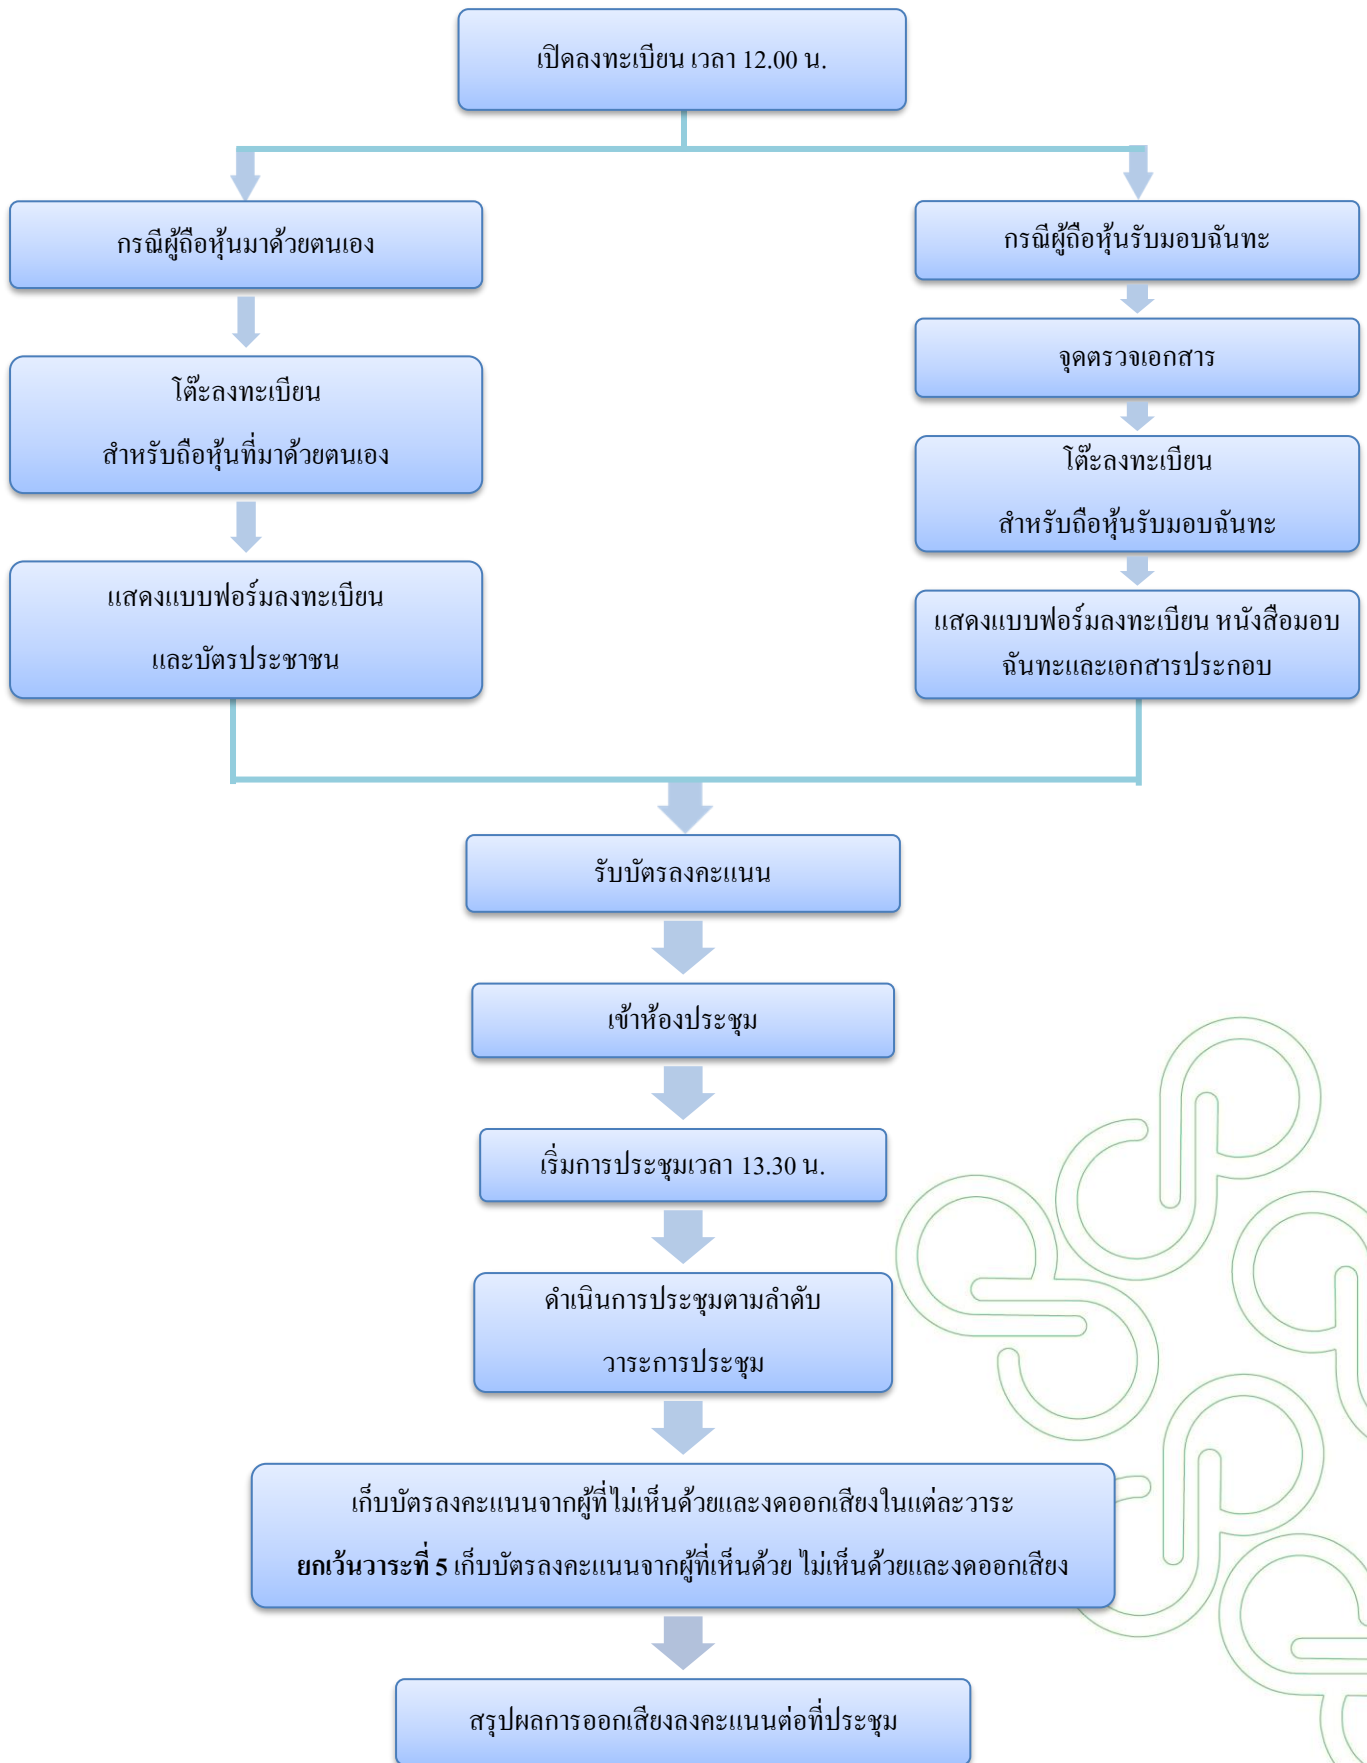 เปิดลงทะเบียน เวลา 12.00 น.
กรณีผู้ถือหุ้นมาด้วยตนเอง
โต๊ะลงทะเบียน
สำหรับถือหุ้นที่มาด้วยตนเอง
แสดงแบบฟอร์มลงทะเบียน
และบัตรประชาชน
กรณีผู้ถือหุ้นรับมอบฉันทะ
จุดตรวจเอกสาร
โต๊ะลงทะเบียน
สำหรับถือหุ้นรับมอบฉันทะ
แสดงแบบฟอร์มลงทะเบียน หนังสือมอบ
ฉันทะและเอกสารประกอบ
รับบัตรลงคะแนน
เข้าห้องประชุม
เริ่มการประชุมเวลา 13.30 น.
ดำเนินการประชุมตามลำดับ
วาระการประชุม
เก็บบัตรลงคะแนนจากผู้ที่ไม่เห็นด้วยและงดออกเสียงในแต่ละวาระ
ยกเว้นวาระที่ 5 เก็บบัตรลงคะแนนจากผู้ที่เห็นด้วย ไม่เห็นด้วยและงดออกเสียง
สรุปผลการออกเสียงลงคะแนนต่อที่ประชุม